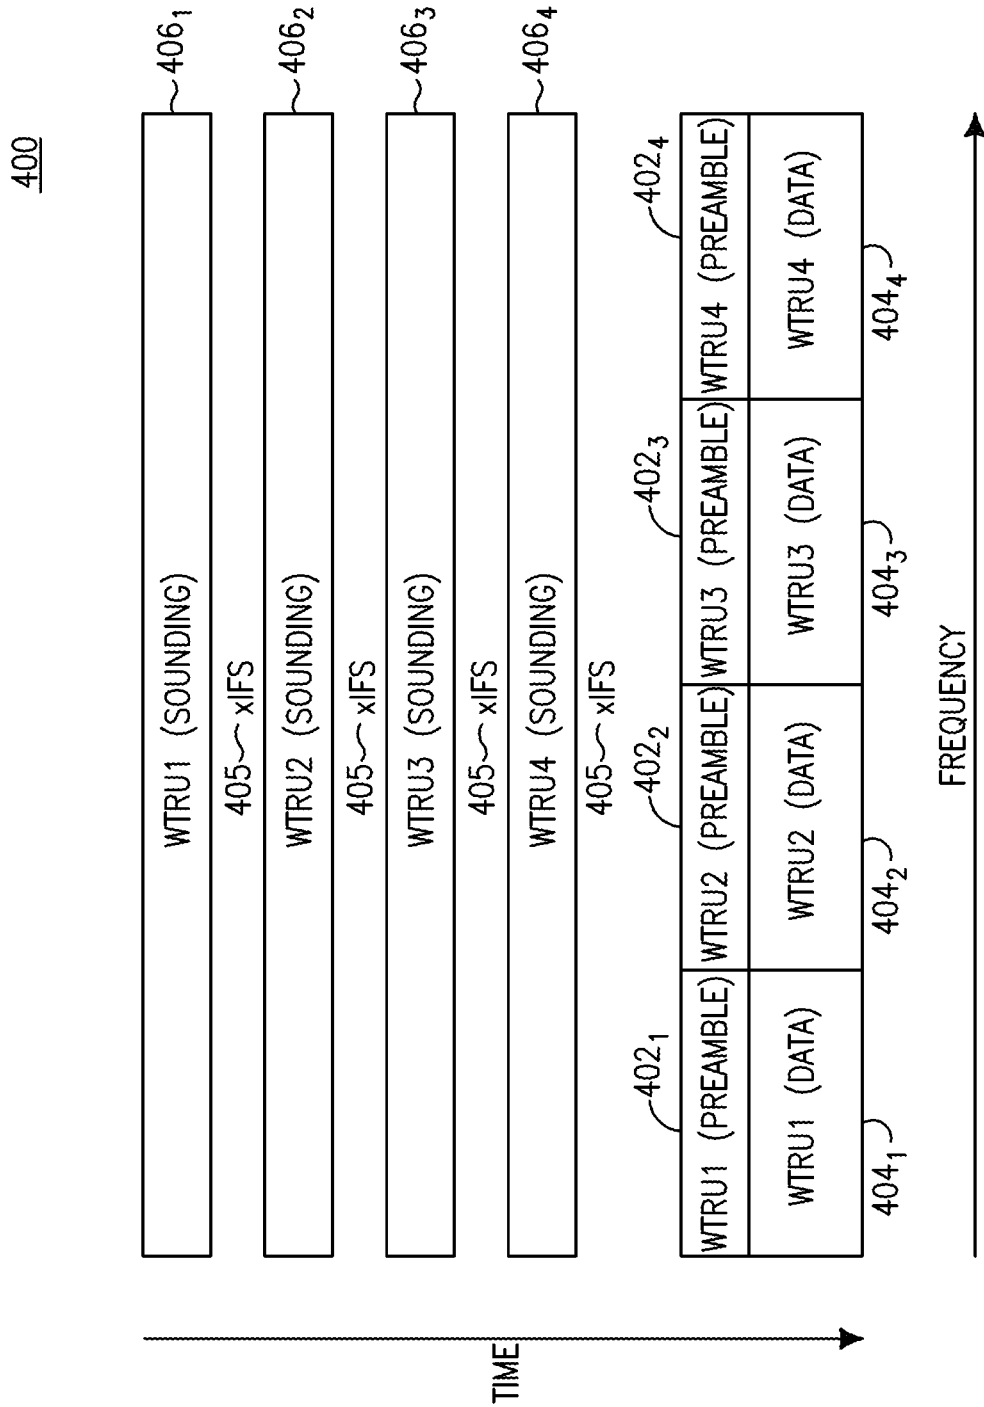 400
WTRU1 (SOUNDING)
406₁
405 xIFS
WTRU2 (SOUNDING)
406₂
405 xIFS
WTRU3 (SOUNDING)
406₃
405 xIFS
WTRU4 (SOUNDING)
406₄
405 xIFS
402₁ 402₂ 402₃ 402₄
WTRU1 (PREAMBLE) WTRU2 (PREAMBLE) WTRU3 (PREAMBLE) WTRU4 (PREAMBLE)
WTRU1 (DATA) WTRU2 (DATA) WTRU3 (DATA) WTRU4 (DATA)
404₁ 404₂ 404₃ 404₄
TIME
FREQUENCY